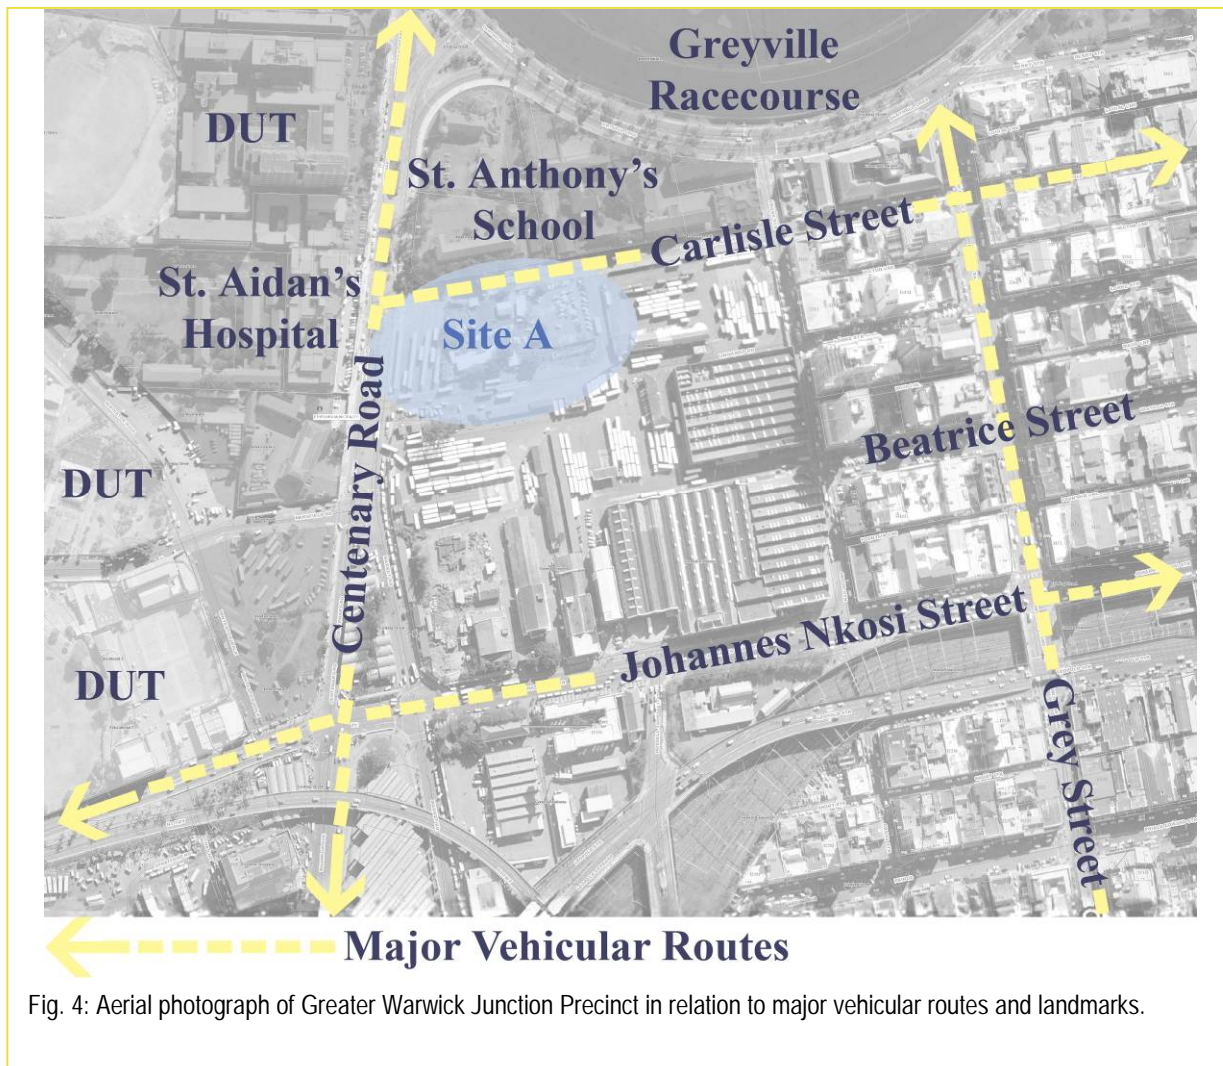 Greyville
Racecourse
DUT
St. Anthony's
School
Carlisle Street
St. Aidan's
Hospital
Site A
Centenary Road
Beatrice Street
DUT
Johannes Nkosi Street
DUT
Grey Street
Major Vehicular Routes
Fig. 4: Aerial photograph of Greater Warwick Junction Precinct in relation to major vehicular routes and landmarks.